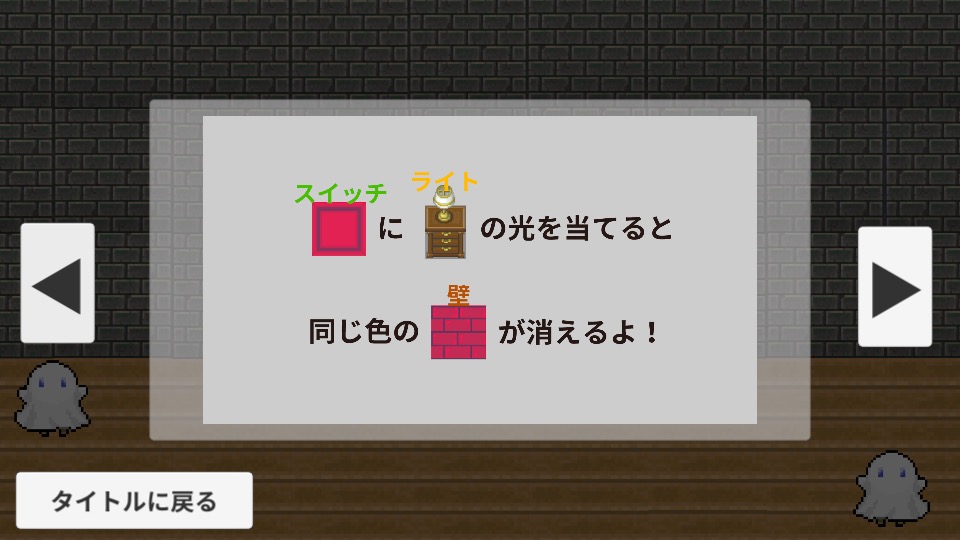 スイッチ ライト
に の光を当てると
壁
同じ色の が消えるよ！
タイトルに戻る